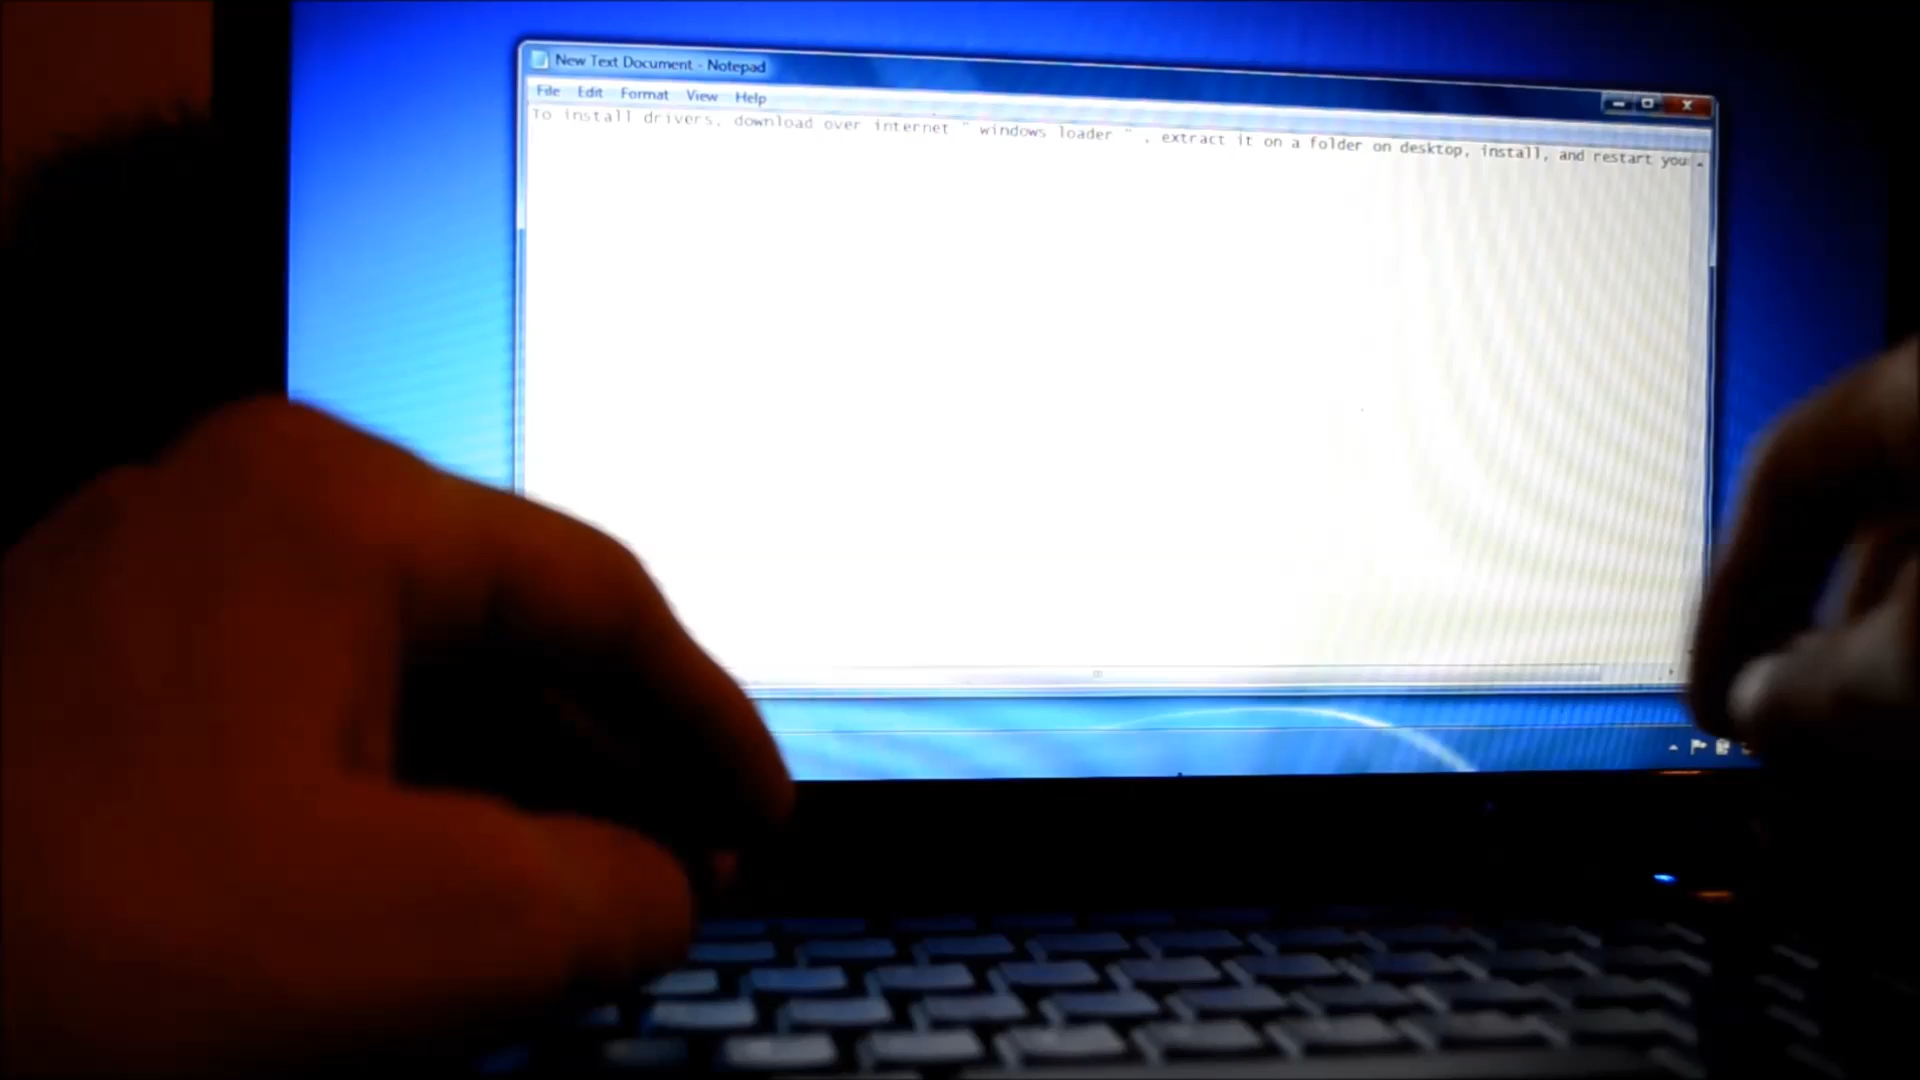 New Text Document - Notepad
File Edit Format View Help
To install drivers, download over internet " windows loader " , extract it on a folder on desktop, install, and restart you